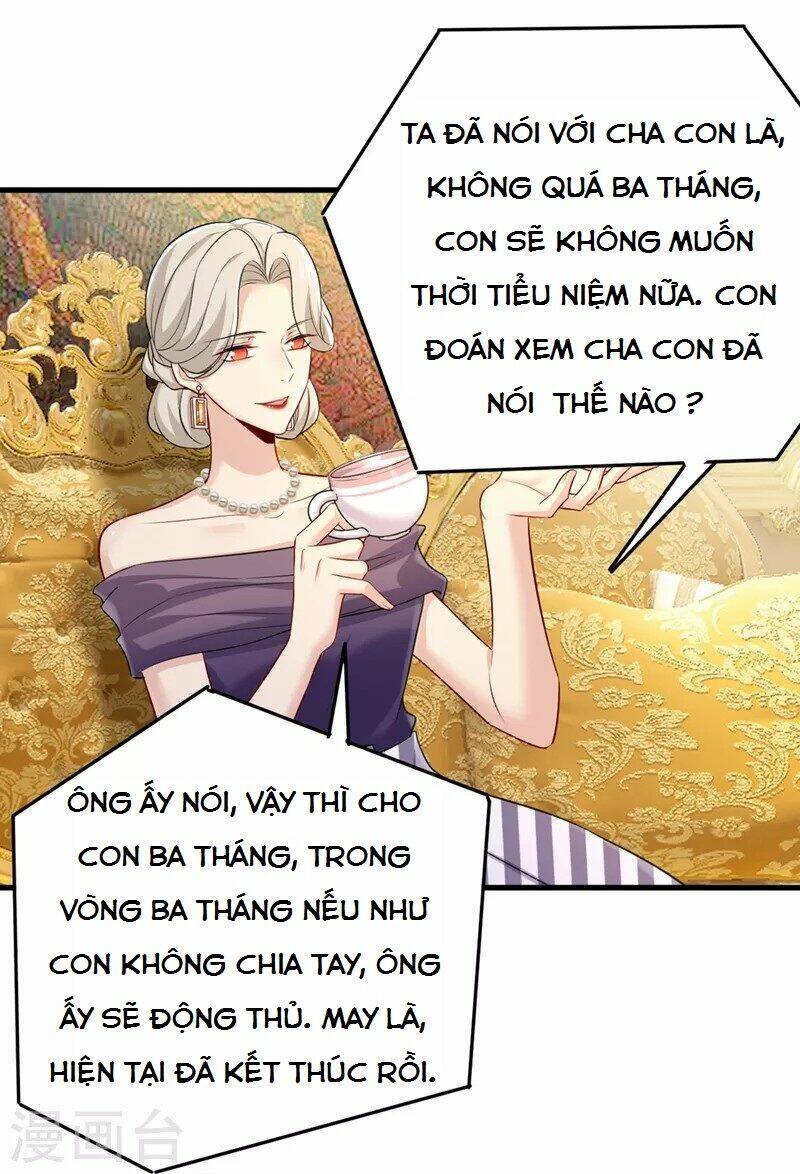 TA ĐÃ NÓI VỚI CHA CON LÀ,
KHÔNG QUÁ BA THÁNG,
CON SẼ KHÔNG MUỐN
THỜI TIỂU NIỆM NỮA. CON
ĐOÁN XEM CHA CON ĐÃ
NÓI THẾ NÀO ?
ÔNG ẤY NÓI, VẬY THÌ CHO
CON BA THÁNG, TRONG
VÒNG BA THÁNG NẾU NHƯ
CON KHÔNG CHIA TAY, ÔNG
ẤY SẼ ĐỘNG THỦ. MAY LÀ,
HIỆN TẠI ĐÃ KẾT THÚC RỒI.
漫画台